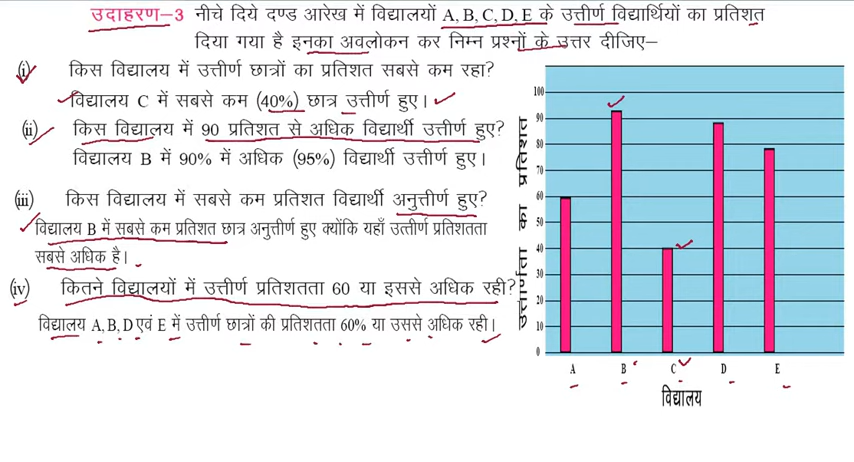 उदाहरण–3 नीचे दिये दण्ड आरेख में विद्यालयों A, B, C, D, E के उत्तीर्ण विद्यार्थियों का प्रतिशत
दिया गया है इनका अवलोकन कर निम्न प्रश्नों के उत्तर दीजिए–
(i) किस विद्यालय में उत्तीर्ण छात्रों का प्रतिशत सबसे कम रहा?
विद्यालय C में सबसे कम (40%) छात्र उत्तीर्ण हुए।
(ii) किस विद्यालय में 90 प्रतिशत से अधिक विद्यार्थी उत्तीर्ण हुए?
विद्यालय B में 90% में अधिक (95%) विद्यार्थी उत्तीर्ण हुए।
(iii) किस विद्यालय में सबसे कम प्रतिशत विद्यार्थी अनुत्तीर्ण हुए?
विद्यालय B में सबसे कम प्रतिशत छात्र अनुत्तीर्ण हुए क्योंकि यहाँ उत्तीर्ण प्रतिशतता
सबसे अधिक है।
(iv) कितने विद्यालयों में उत्तीर्ण प्रतिशतता 60 या इससे अधिक रही?
विद्यालय A, B, D एवं E में उत्तीर्ण छात्रों की प्रतिशतता 60% या उससे अधिक रही।
उत्तीर्णता का प्रतिशत
100
90
80
70
60
50
40
30
20
10
0
A B C D E
विद्यालय